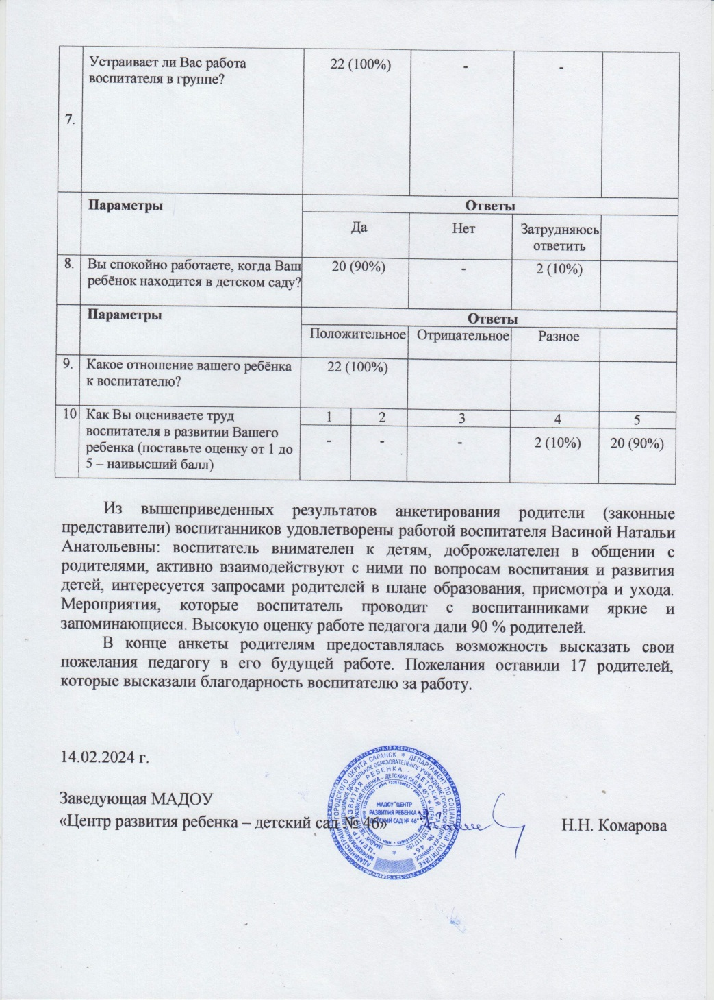 7.
Устраивает ли Вас работа
воспитателя в группе?
22 (100%)
-
-
Параметры
Ответы
Да
Нет
Затрудняюсь
ответить
8.
Вы спокойно работаете, когда Ваш
ребёнок находится в детском саду?
20 (90%)
-
2 (10%)
Параметры
Ответы
Положительное
Отрицательное
Разное
9.
Какое отношение вашего ребёнка
к воспитателю?
22 (100%)
10
Как Вы оцениваете труд
воспитателя в развитии Вашего
ребенка (поставьте оценку от 1 до
5 – наивысший балл)
1 2 3 4 5
- - - 2 (10%) 20 (90%)
Из вышеприведенных результатов анкетирования родители (законные
представители) воспитанников удовлетворены работой воспитателя Васиной Натальи
Анатольевны: воспитатель внимателен к детям, доброжелателен в общении с
родителями, активно взаимодействуют с ними по вопросам воспитания и развития
детей, интересуется запросами родителей в плане образования, присмотра и ухода.
Мероприятия, которые воспитатель проводит с воспитанниками яркие и
запоминающиеся. Высокую оценку работе педагога дали 90 % родителей.
В конце анкеты родителям предоставлялась возможность высказать свои
пожелания педагогу в его будущей работе. Пожелания оставили 17 родителей,
которые высказали благодарность воспитателю за работу.
14.02.2024 г.
Заведующая МАДОУ
«Центр развития ребенка – детский сад № 46»
Н.Н. Комарова
МАДОУ "ЦЕНТР
РАЗВИТИЯ РЕБЕНКА -
ДЕТСКИЙ САД № 46"